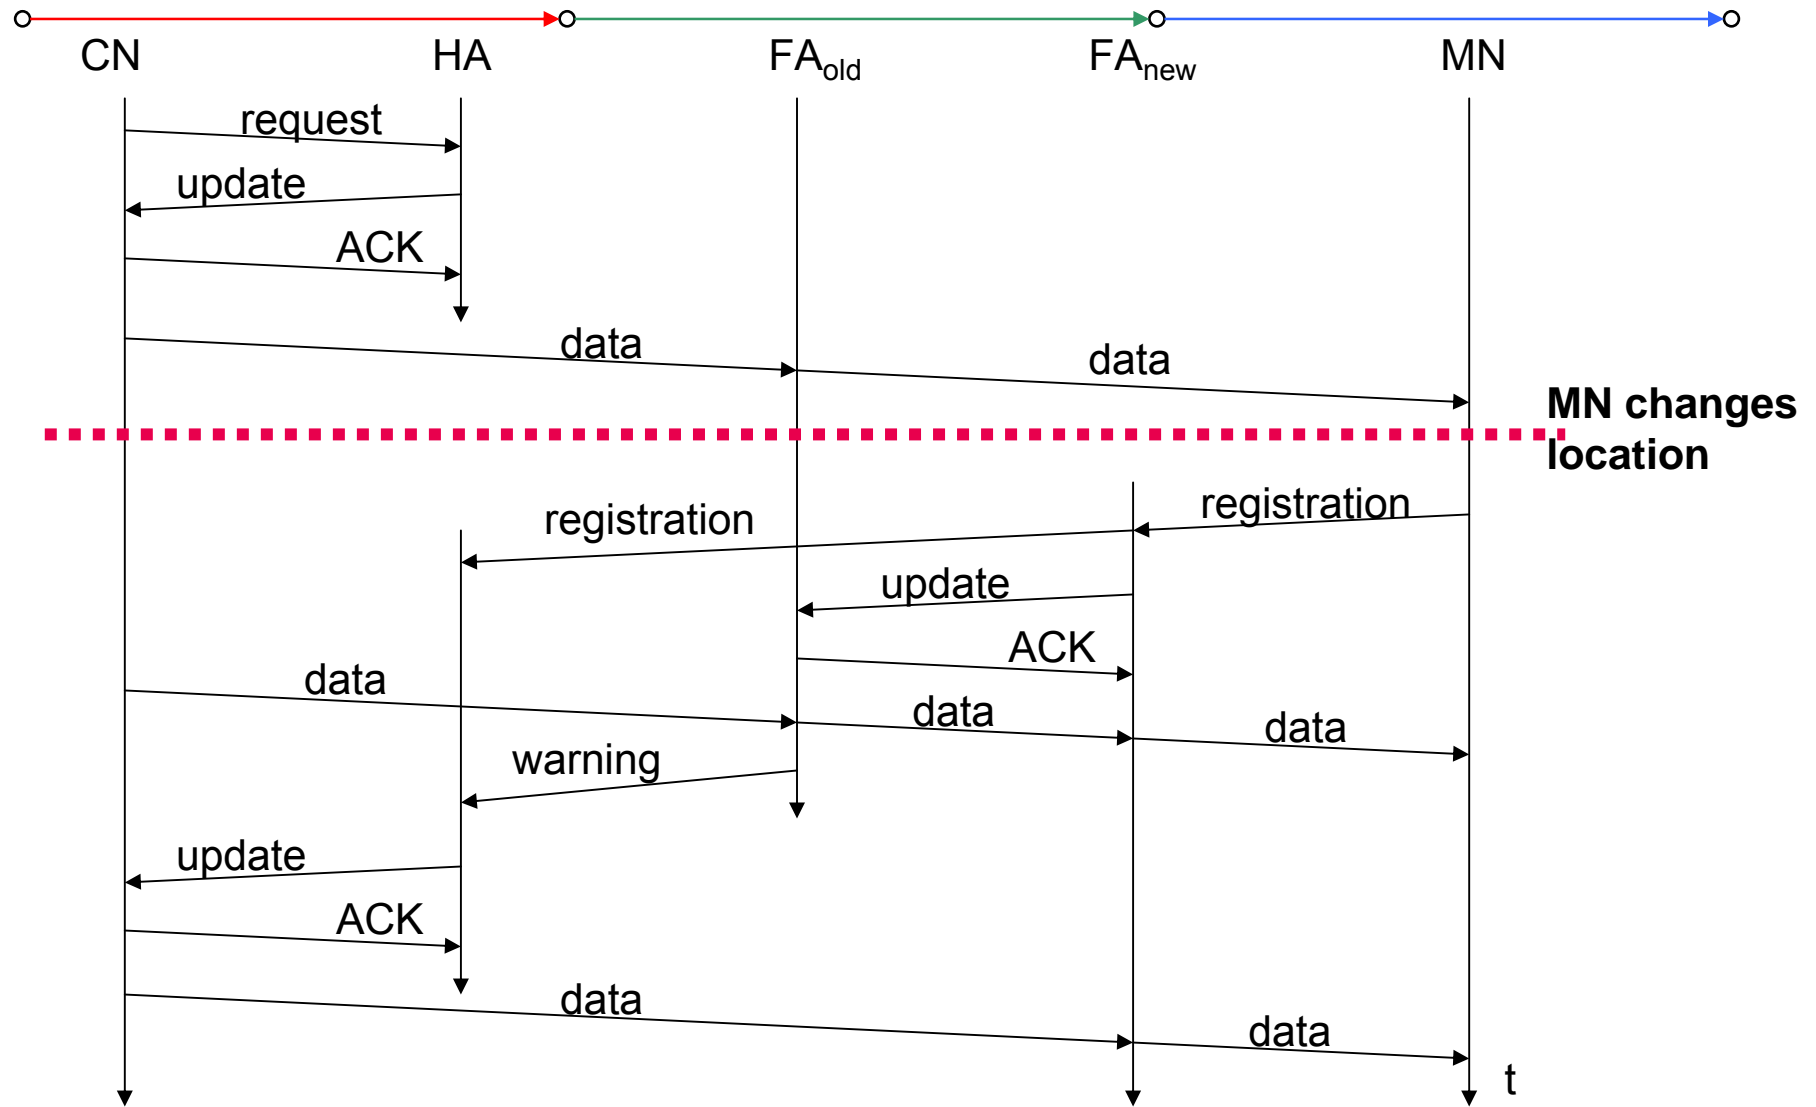 CN HA FAold FAnew MN
request
update
ACK
data
data
MN changes
location
registration
registration
update
ACK
data
data
data
warning
update
ACK
data
data
t